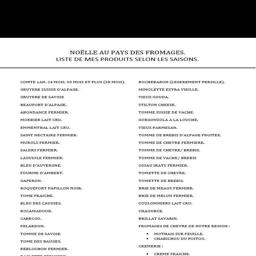 NOËLLE AU PAYS DES FROMAGES.
LISTE DE MES PRODUITS SELON LES SAISONS.
COMTE LAIT, 14 MOIS, 20 MOIS ET PLUS (38 MOIS).
GRUYERE SUISSE D'ALPAGE.
GRUYERE DE SAVOIE
BEAUFORT D'ALPAGE.
ABONDANCE FERMIER.
MORBIER LAIT CRU.
EMMENTHAL LAIT CRU.
SAINT NECTAIRE FERMIER.
MUROLS FERMIER.
SALERS FERMIER.
LAGUIOLE FERMIER.
BLEU D'AUVERGNE.
FOURME D'AMBERT.
GAPERON.
ROQUEFORT PAPILLON NOIR.
TOME FRAICHE.
BLEU DES CAUSSES.
ROCAMADOUR.
CABECOU.
PELARDON.
TOMME DE SAVOIE.
TOME DES BAUGES.
REBLOCHON FERMIER.
ROCHEBARON (LEGEREMENT PERSILLE).
MIMOLETTE EXTRA VIEILLE.
VIEUX GOUDA.
STILTON CHEESE.
TOMME SUISSE DE VACHE
GORGONZOLA A LA LOUCHE.
VIEUX PARMESAN.
TOMME DE BREBIS D'ALPAGE FRUITÉE.
TOMME DE CHEVRE FERMIER.
TOMME DE CHEVRE/ BREBIS.
TOMME DE VACHE/ BREBIS
OSSAU IRATY FERMIER.
TOMETTE DE CHEVRE.
TOMETTE DE BREBIS.
BRIE DE MEAUX FERMIER.
BRIE DE MELUN FERMIER.
COULOMMIERS LAIT CRU.
CHAOURCE.
BRILLAT SAVARIN.
FROMAGES DE CHEVRE DE NOTRE REGION :
• MOTHAIS SUR FEUILLE.
• CHABICHOU DU POITOU.
CREMERIE :
• CREME FRAICHE.